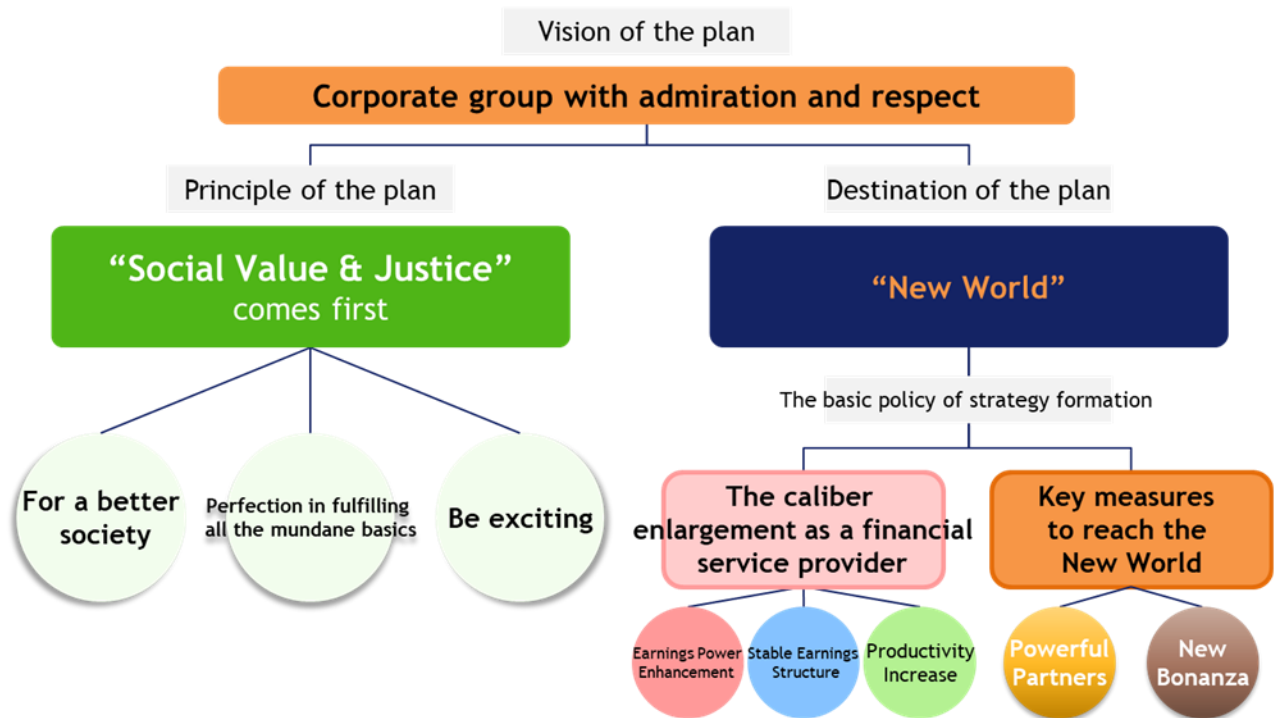 Vision of the plan
Corporate group with admiration and respect
Principle of the plan
Destination of the plan
“Social Value & Justice”
comes first
“New World”
The basic policy of strategy formation
For a better
society
Perfection in fulfilling
all the mundane basics
Be exciting
The caliber
enlargement as a financial
service provider
Key measures
to reach the
New World
Earnings Power
Enhancement
Stable Earnings
Structure
Productivity
Increase
Powerful
Partners
New
Bonanza